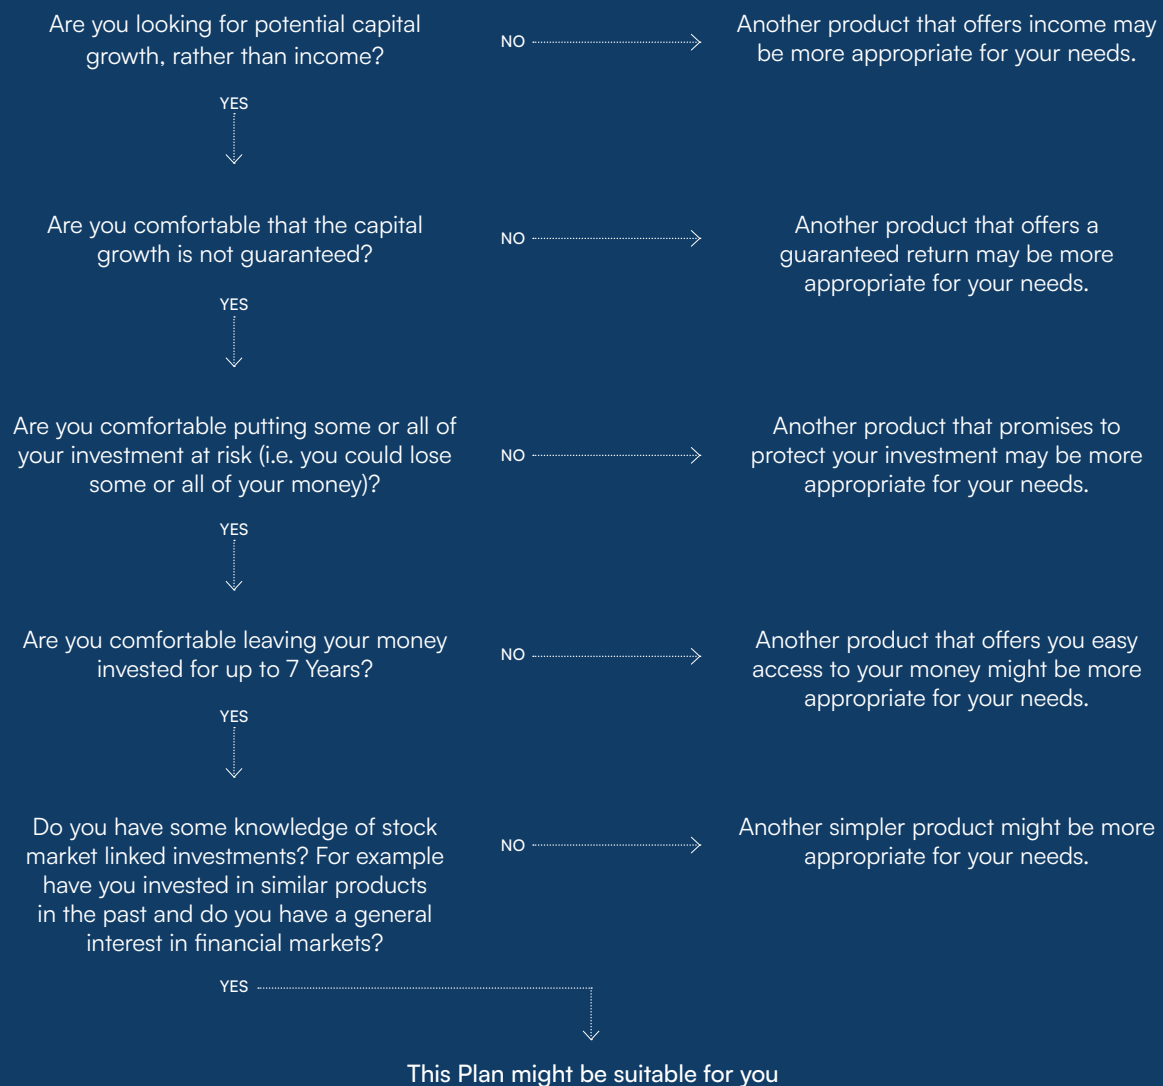 Are you looking for potential capital
growth, rather than income?
NO
Another product that offers income may
be more appropriate for your needs.
YES
Are you comfortable that the capital
growth is not guaranteed?
NO
Another product that offers a
guaranteed return may be more
appropriate for your needs.
YES
Are you comfortable putting some or all of
your investment at risk (i.e. you could lose
some or all of your money)?
NO
Another product that promises to
protect your investment may be more
appropriate for your needs.
YES
Are you comfortable leaving your money
invested for up to 7 Years?
NO
Another product that offers you easy
access to your money might be more
appropriate for your needs.
YES
Do you have some knowledge of stock
market linked investments? For example
have you invested in similar products
in the past and do you have a general
interest in financial markets?
NO
Another simpler product might be more
appropriate for your needs.
YES
This Plan might be suitable for you